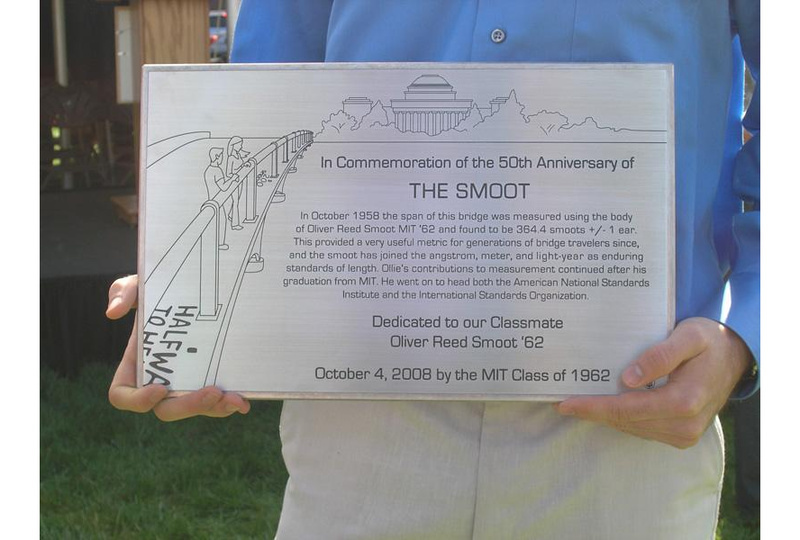 In Commemoration of the 50th Anniversary of
THE SMOOT
In October 1958 the span of this bridge was measured using the body
of Oliver Reed Smoot MIT '62 and found to be 364.4 smoots +/- 1 ear.
This provided a very useful metric for generations of bridge travelers since,
and the smoot has joined the angstrom, meter, and light-year as enduring
standards of length. Ollie's contributions to measurement continued after his
graduation from MIT. He went on to head both the American National Standards
Institute and the International Standards Organization.
Dedicated to our Classmate
Oliver Reed Smoot '62
October 4, 2008 by the MIT Class of 1962
HALFWA
TO HE